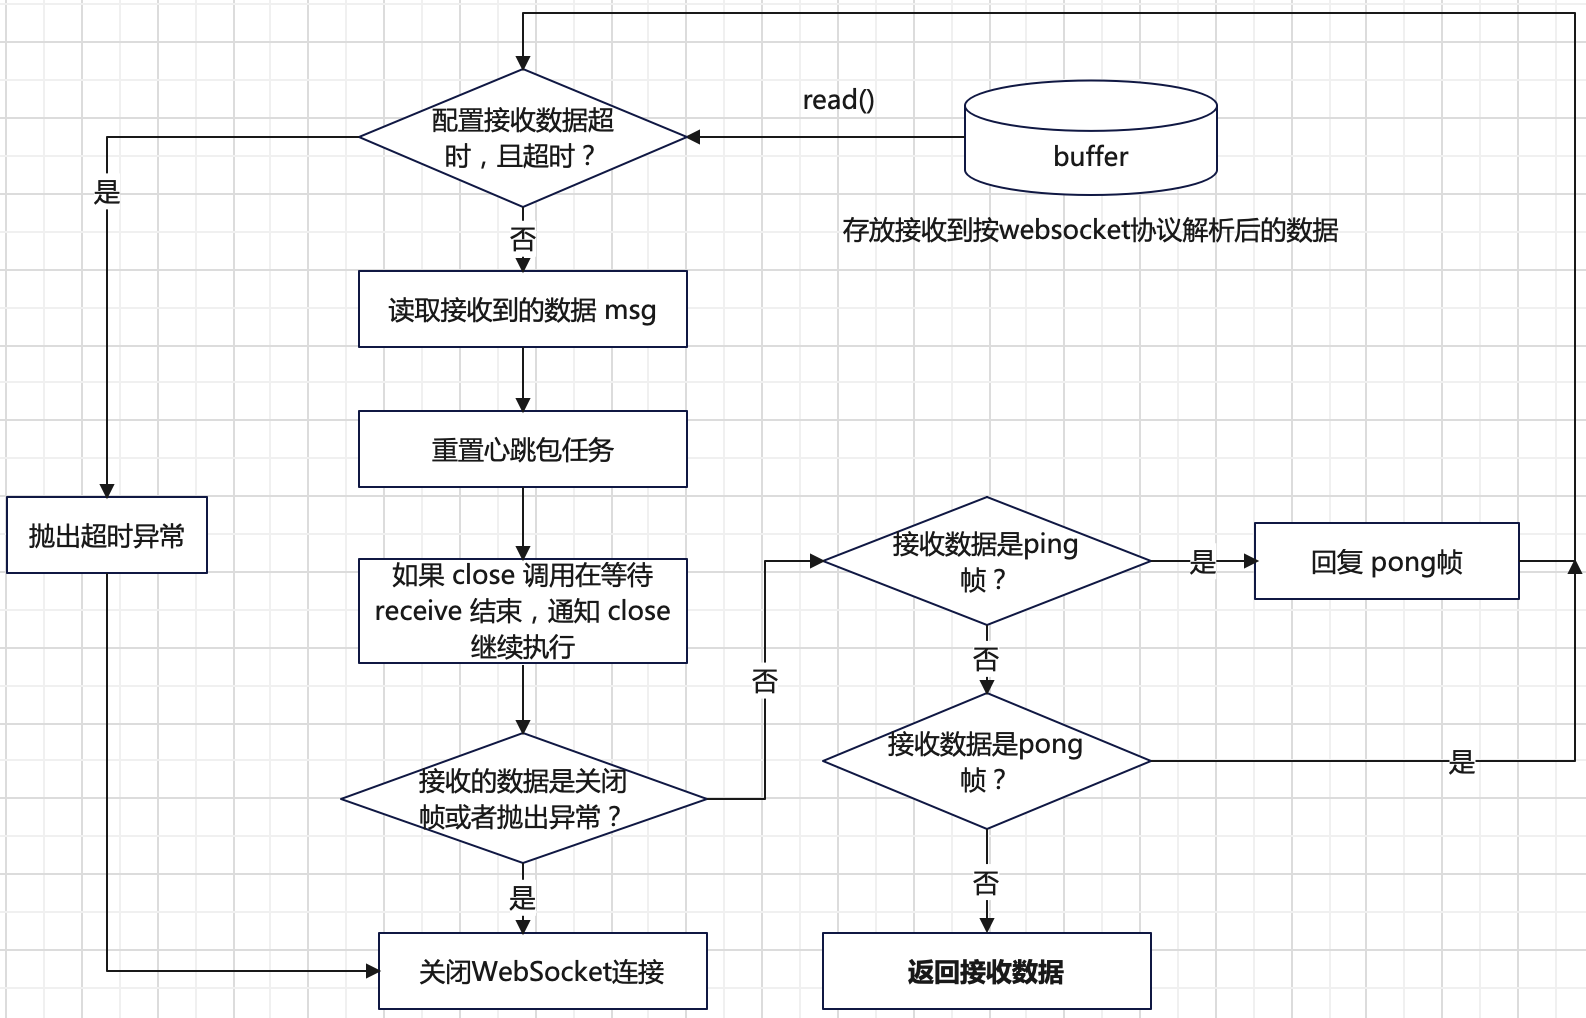 read()
配置接收数据超
时，且超时？
buffer
是
存放接收到按websocket协议解析后的数据
否
读取接收到的数据 msg
重置心跳包任务
抛出超时异常
如果 close 调用在等待
receive 结束，通知 close
继续执行
接收数据是ping
帧？
是
回复 pong帧
否
否
接收数据是pong
帧？
是
接收的数据是关闭
帧或者抛出异常？
是
否
关闭WebSocket连接
返回接收数据